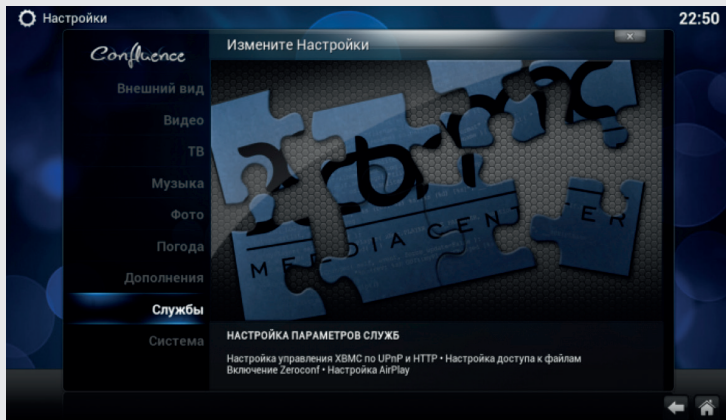 Настройки
22:50
Confluence
Измените Настройки
Внешний вид
Видео
ТВ
Музыка
Фото
Погода
Дополнения
Службы
Система
xbmc
MEDIA CENTER
НАСТРОЙКА ПАРАМЕТРОВ СЛУЖБ
Настройка управления XBMC по UPnP и HTTP • Настройка доступа к файлам
Включение Zeroconf • Настройка AirPlay